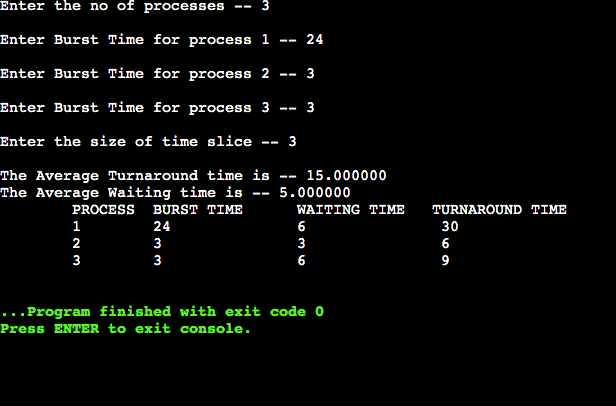 Enter the no of processes -- 3
Enter Burst Time for process 1 -- 24
Enter Burst Time for process 2 -- 3
Enter Burst Time for process 3 -- 3
Enter the size of time slice -- 3
The Average Turnaround time is -- 15.000000
The Average Waiting time is -- 5.000000
PROCESS BURST TIME WAITING TIME TURNAROUND TIME
1 24 6 30
2 3 3 6
3 3 6 9
...Program finished with exit code 0
Press ENTER to exit console.